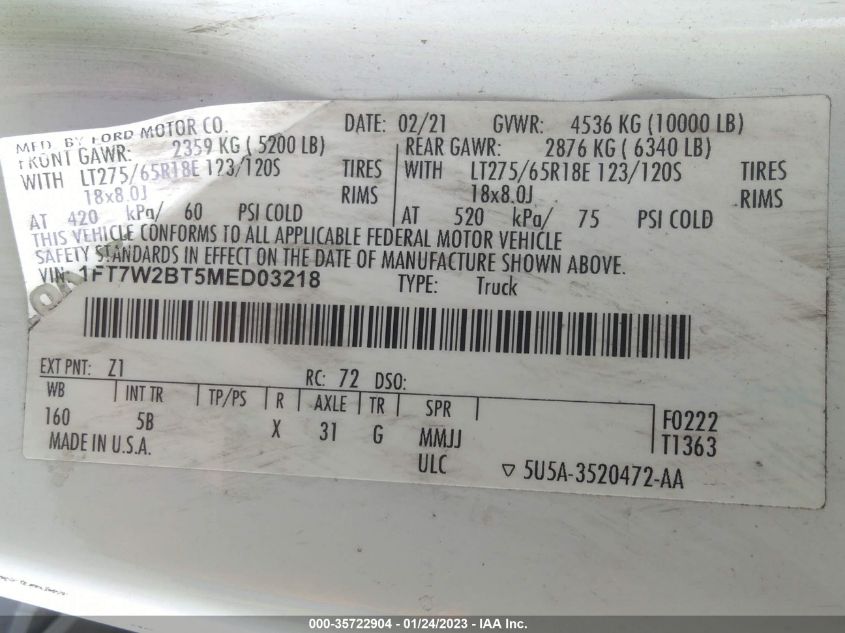 MFD. BY FORD MOTOR CO. DATE: 02/21 GVWR: 4536 KG (10000 LB)
FRONT GAWR: 2359 KG ( 5200 LB) REAR GAWR: 2876 KG ( 6340 LB)
WITH LT275/65R18E 123/120S TIRES WITH LT275/65R18E 123/120S TIRES
18x8.0J RIMS 18x8.0J RIMS
AT 420 kPa/ 60 PSI COLD AT 520 kPa/ 75 PSI COLD
THIS VEHICLE CONFORMS TO ALL APPLICABLE FEDERAL MOTOR VEHICLE
SAFETY STANDARDS IN EFFECT ON THE DATE OF MANUFACTURE SHOWN ABOVE.
VIN: 1FT7W2BT5MED03218 TYPE: Truck
EXT PNT: Z1 RC: 72 DSO:
WB INT TR TP/PS R AXLE TR SPR
160 5B X 31 G MMJJ F0222
MADE IN U.S.A. ULC T1363
▽ 5U5A-3520472-AA
000-35722904 - 01/24/2023 - IAA Inc.